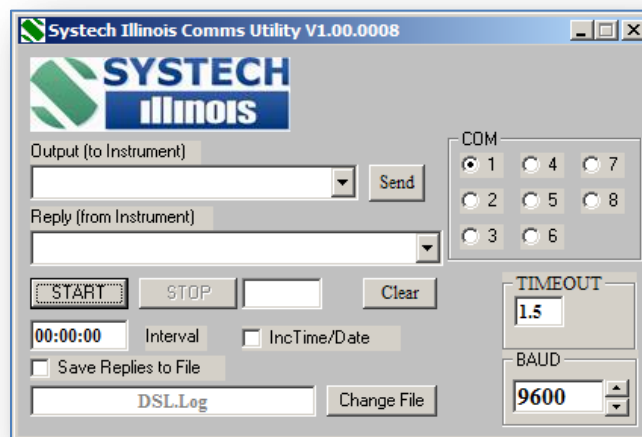 Systech Illinois Comms Utility V1.00.0008
SYSTECH
illinois
Output (to Instrument)
Send
Reply (from Instrument)
COM
1 4 7
2 5 8
3 6
START STOP Clear
00:00:00 Interval IncTime/Date
Save Replies to File
DSL.Log Change File
TIMEOUT
1.5
BAUD
9600